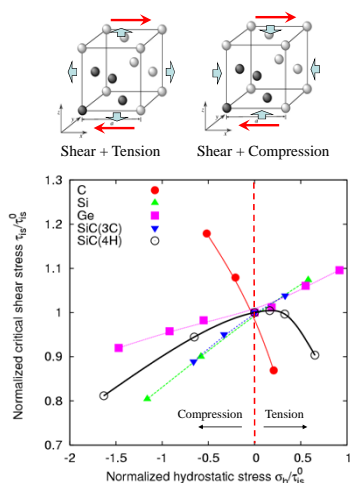 Shear + Tension
Shear + Compression
Normalized critical shear stress τis/τis⁰
1.3
1.2
1.1
1
0.9
0.8
0.7
C
Si
Ge
SiC(3C)
SiC(4H)
Compression
Tension
-2
-1.5
-1
-0.5
0
0.5
1
Normalized hydrostatic stress σh/τis⁰